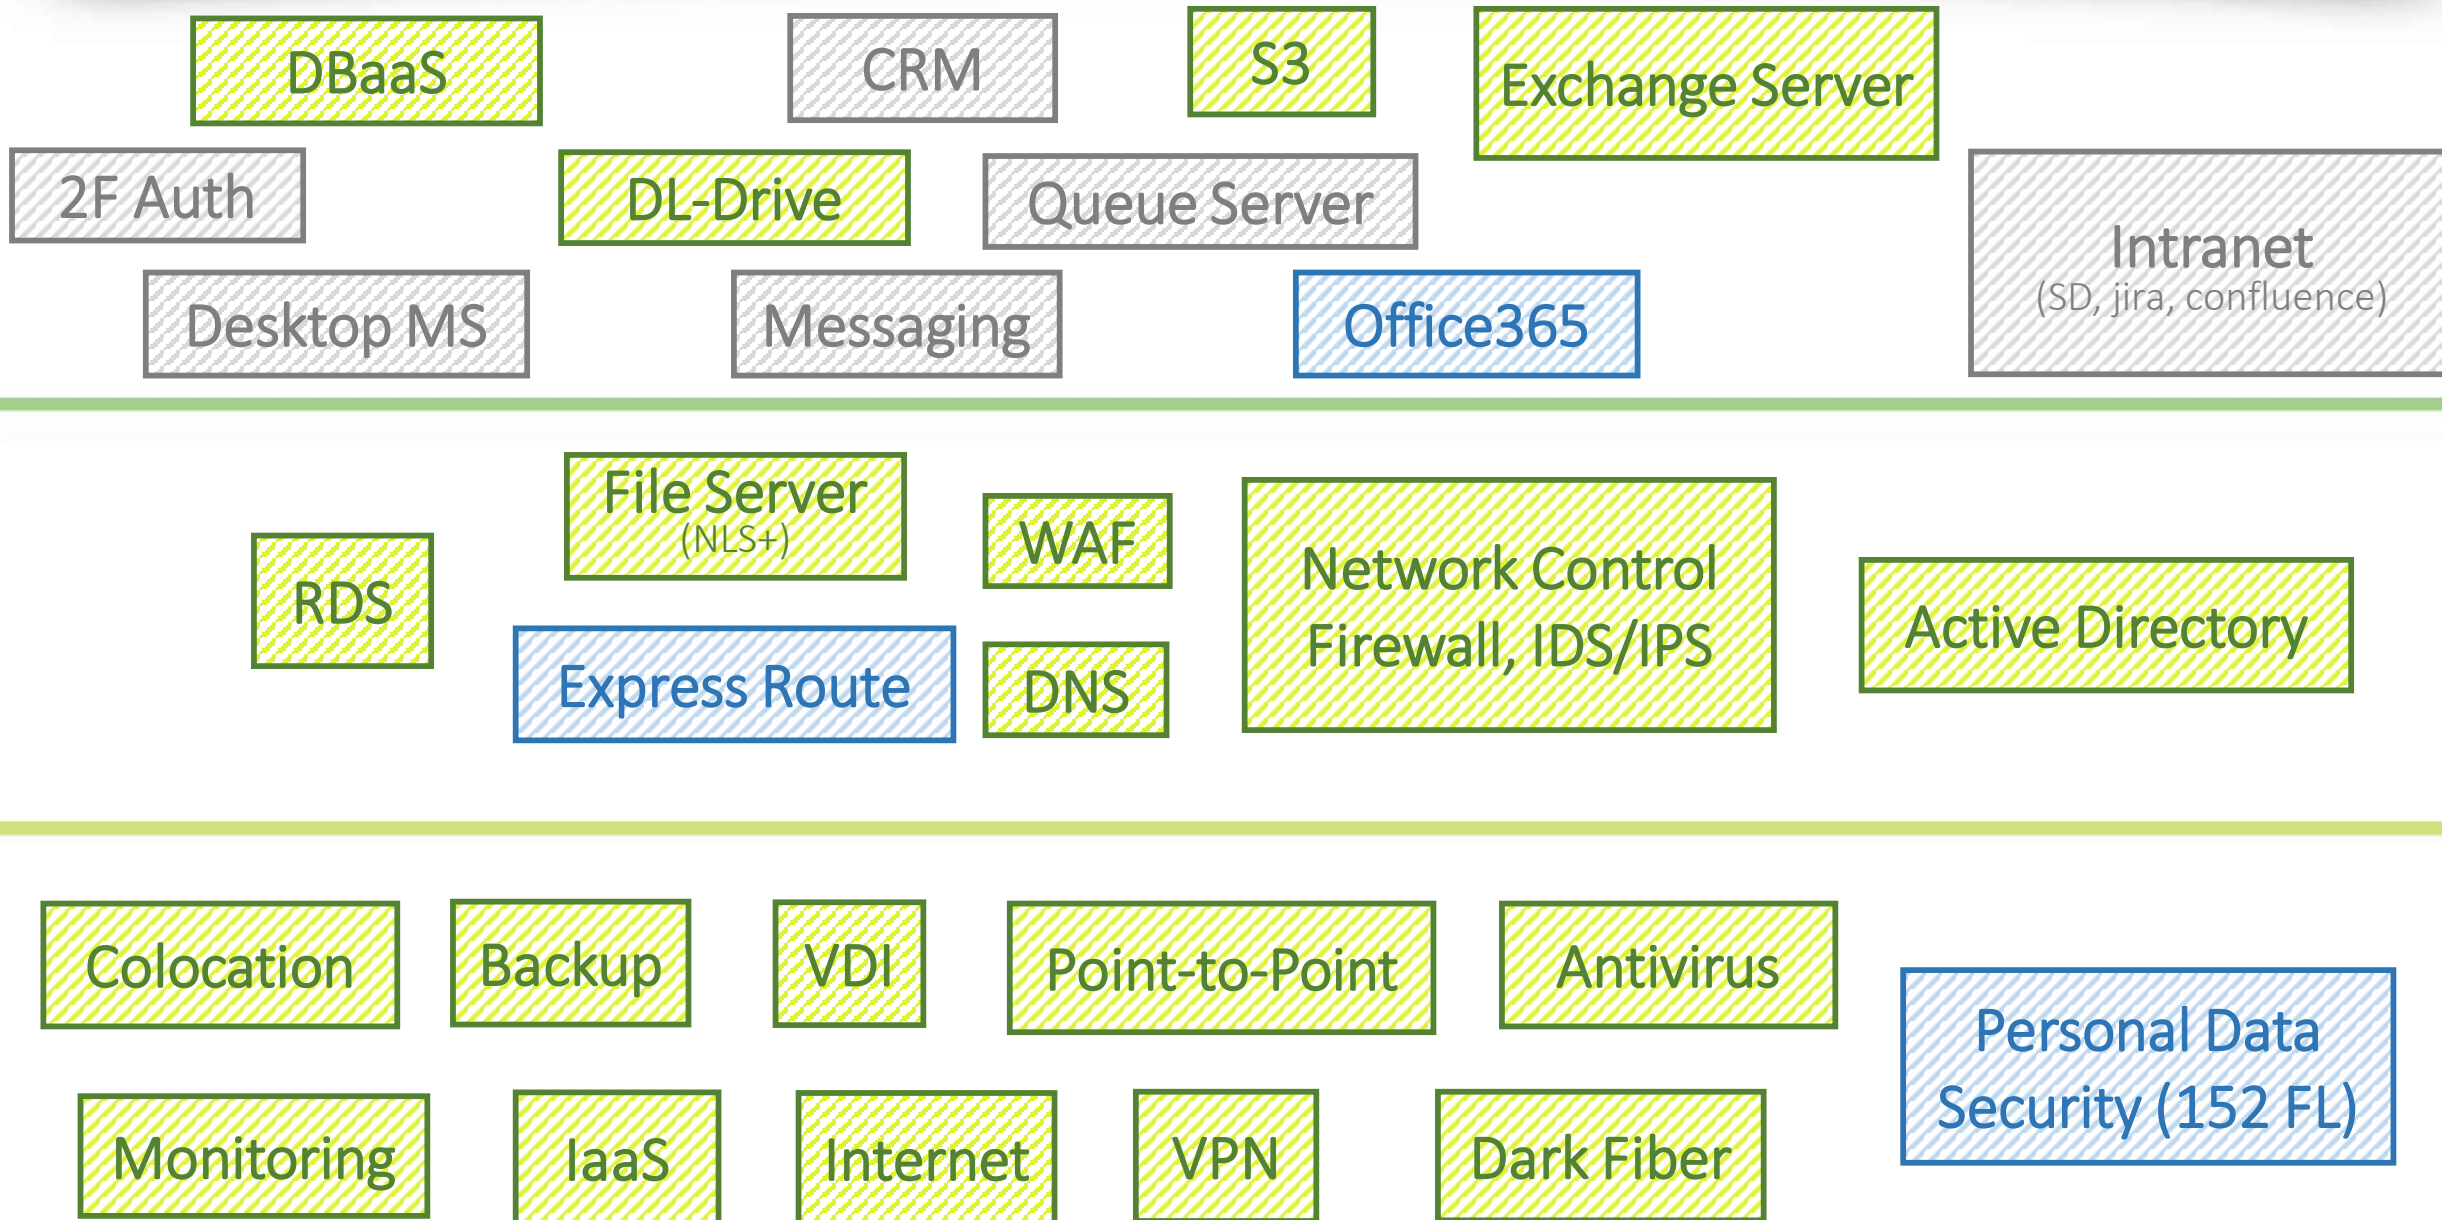 DBaaS
CRM
S3
Exchange Server
2F Auth
DL-Drive
Queue Server
Intranet
(SD, jira, confluence)
Desktop MS
Messaging
Office365
File Server
(NLS+)
WAF
Network Control
Firewall, IDS/IPS
RDS
Active Directory
Express Route
DNS
Colocation
Backup
VDI
Point-to-Point
Antivirus
Personal Data
Security (152 FL)
Monitoring
IaaS
Internet
VPN
Dark Fiber